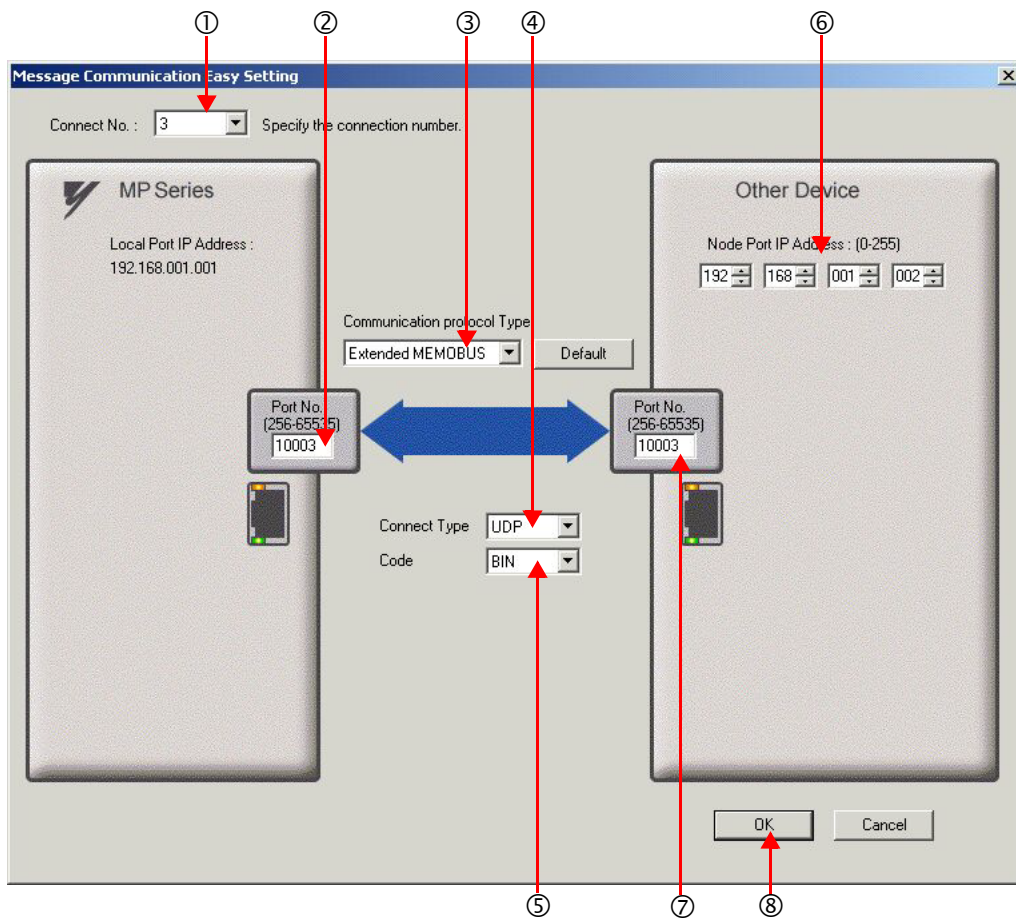 ① ② ③ ④ ⑥
Message Communication Easy Setting
Connect No. : 3 Specify the connection number.
MP Series
Local Port IP Address :
192.168.001.001
Other Device
Node Port IP Address : (0-255)
192 168 001 002
Communication protocol Type
Extended MEMOBUS Default
Port No.
(256-65535)
10003
Port No.
(256-65535)
10003
Connect Type UDP
Code BIN
OK Cancel
⑤ ⑦ ⑧